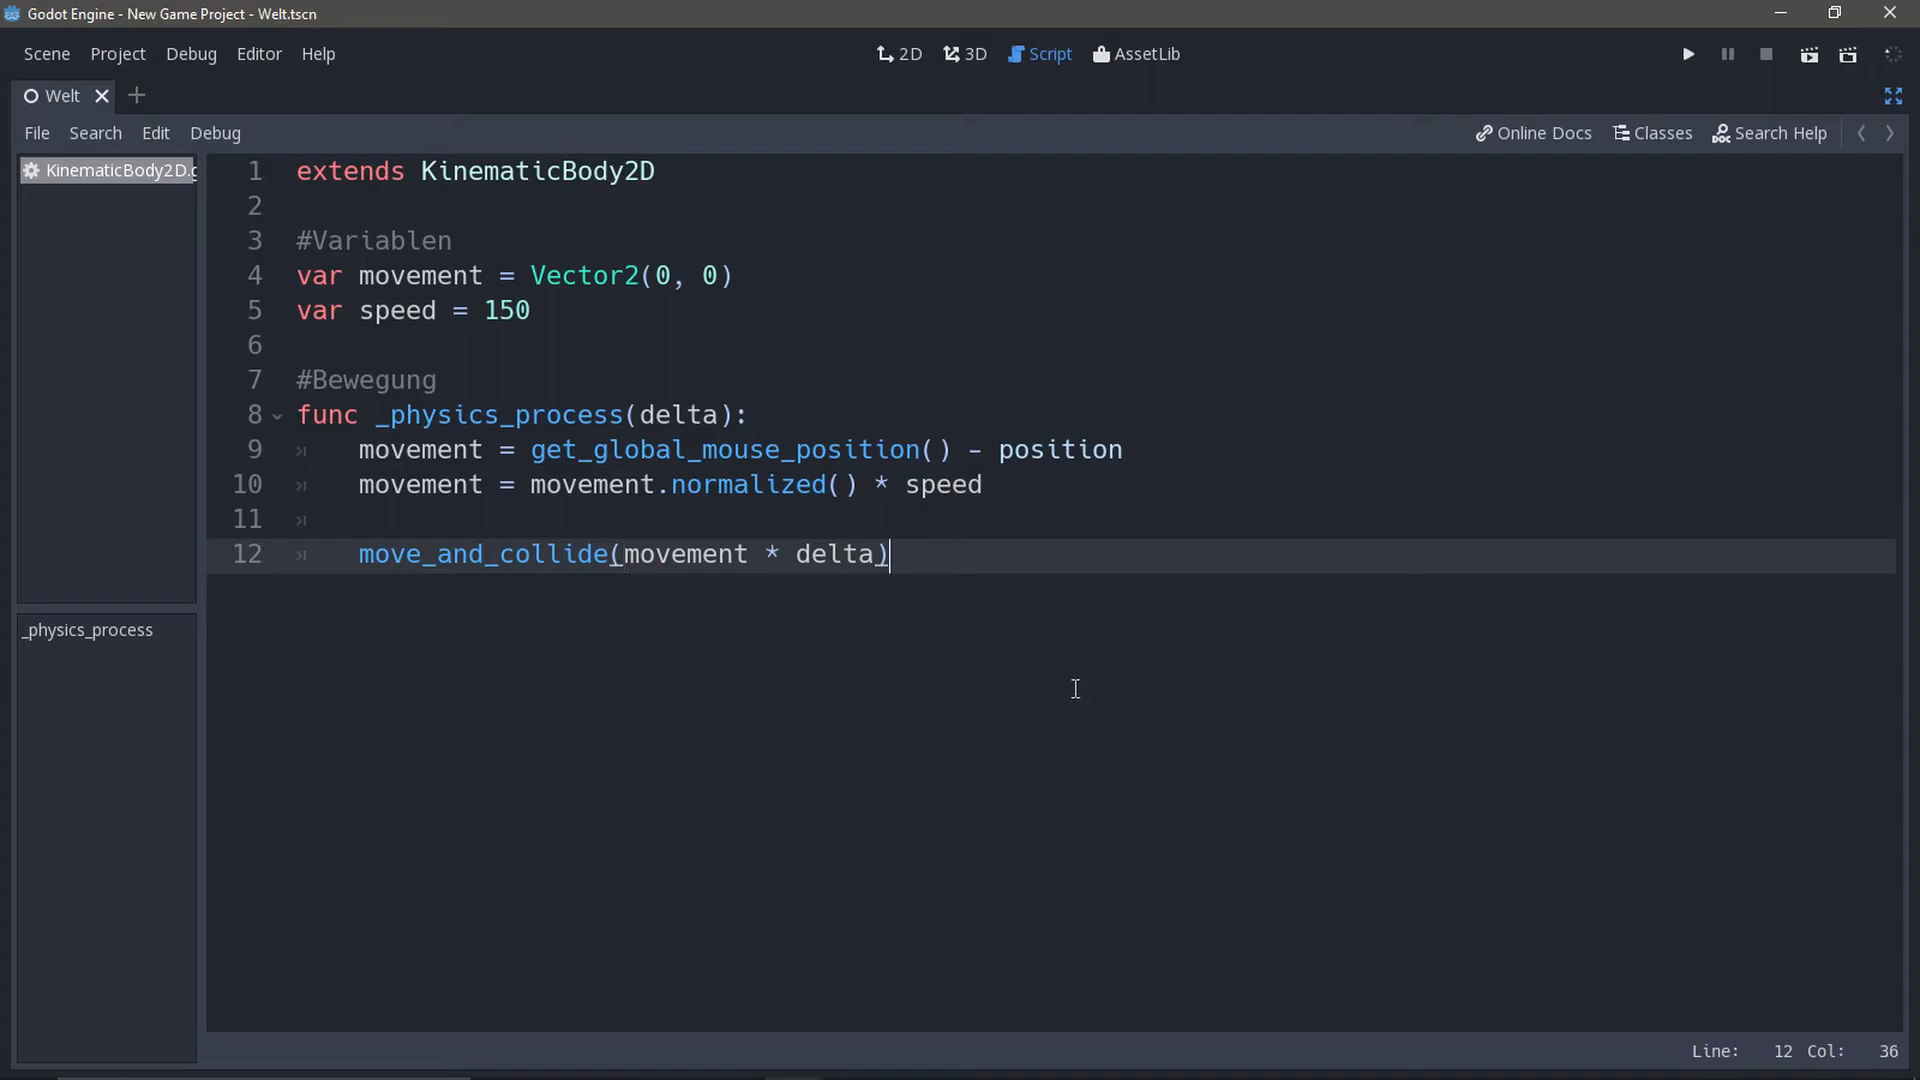 Godot Engine - New Game Project - Welt.tscn
Scene Project Debug Editor Help 2D 3D Script AssetLib
Welt
File Search Edit Debug Online Docs Classes Search Help
KinematicBody2D.g
1 extends KinematicBody2D
2
3 #Variablen
4 var movement = Vector2(0, 0)
5 var speed = 150
6
7 #Bewegung
8 func _physics_process(delta):
9 movement = get_global_mouse_position() - position
10 movement = movement.normalized() * speed
11
12 move_and_collide(movement * delta)
_physics_process
Line: 12 Col: 36